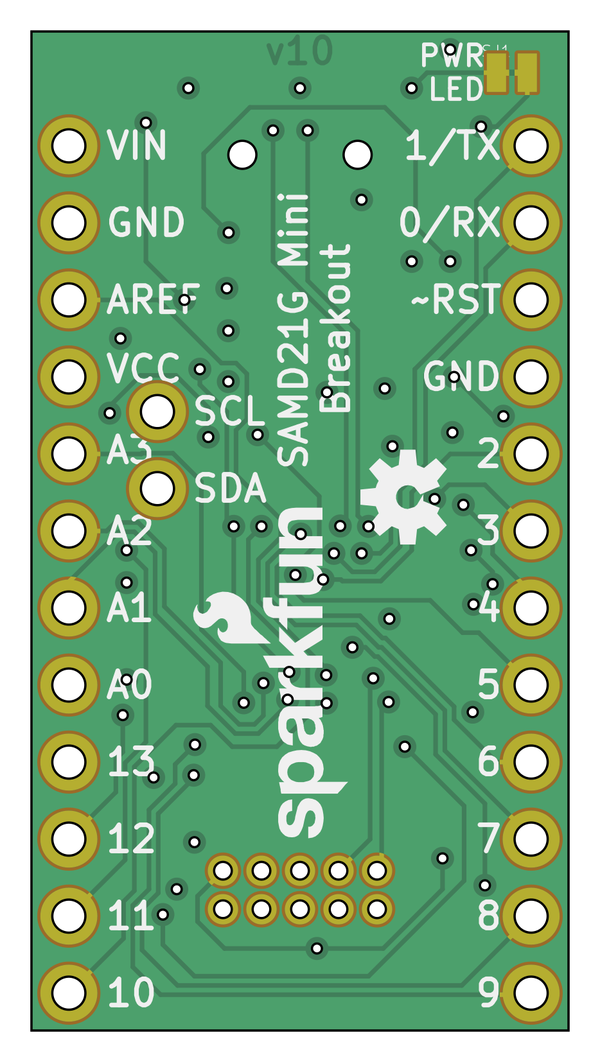 v10
PWR
LED
VIN
1/TX
GND
0/RX
AREF
~RST
VCC
GND
SAMD21G Mini
Breakout
SCL
A3
2
SDA
A2
3
A1
4
sparkfun
A0
5
13
6
12
7
11
8
10
9